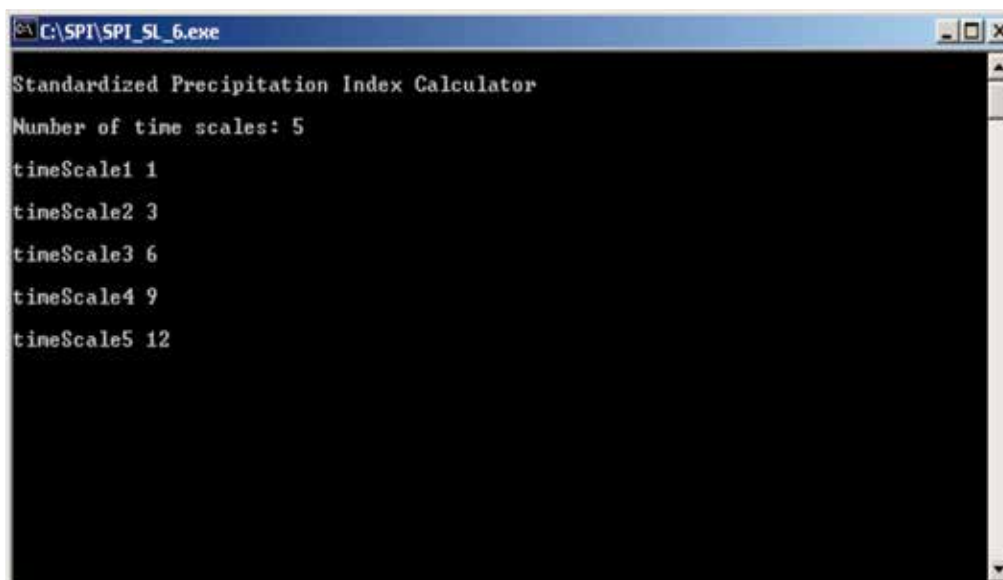 C:\SPI\SPI_SL_6.exe
Standardized Precipitation Index Calculator
Number of time scales: 5
timeScale1 1
timeScale2 3
timeScale3 6
timeScale4 9
timeScale5 12